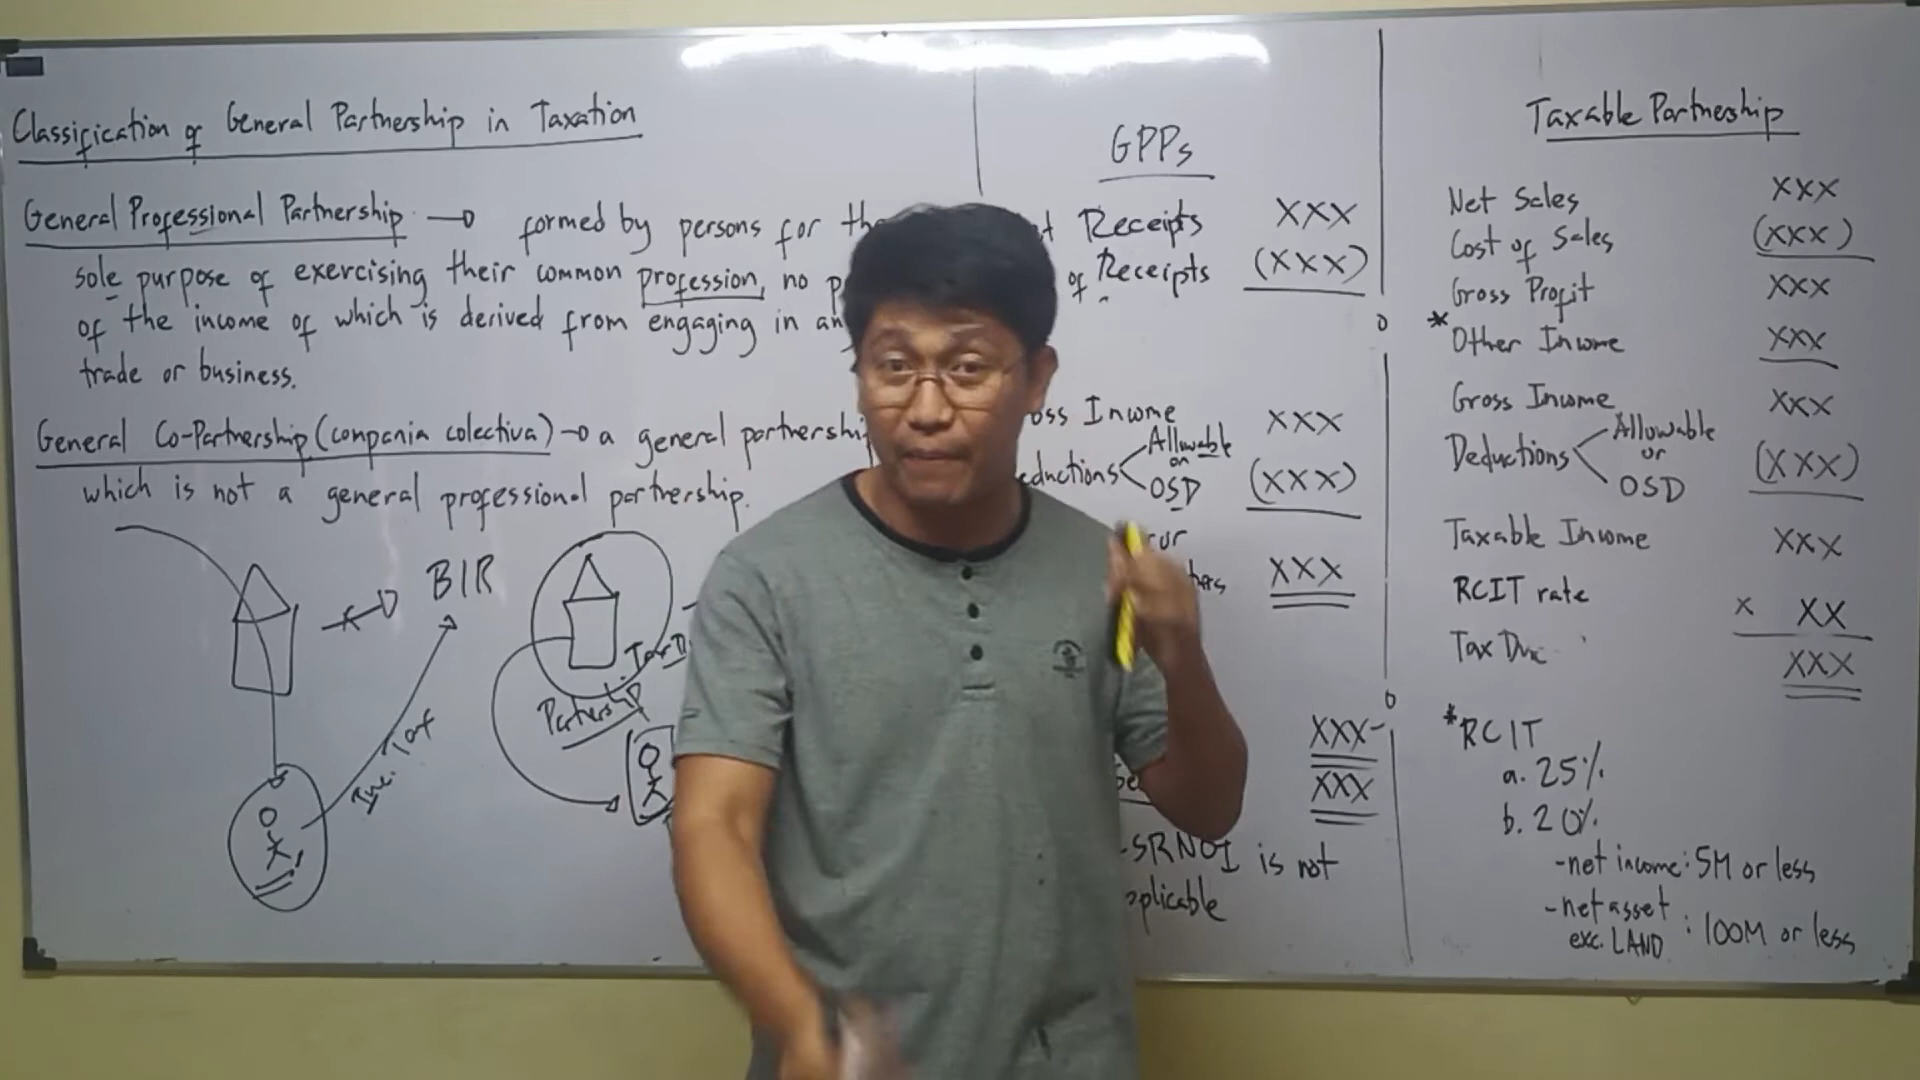 Classification of General Partnership in Taxation
General Professional Partnership → formed by persons for
sole purpose of exercising their common profession, no
of the income of which is derived from engaging in
trade or business.
General Co-Partnership (compania colectiva) → a general
which is not a general professional partnership.
BIR
Inc. Tax
Partnership
GPPs
Receipts XXX
of Receipts (XXX)
Income XXX
Allowable
or
OSD (XXX)
XXX
XXX
XXX
-SRNOI is not
Taxable Partnership
Net Sales XXX
Cost of Sales (XXX)
Gross Profit XXX
* Other Income XXX
Gross Income XXX
Deductions Allowable
or
OSD (XXX)
Taxable Income XXX
RCIT rate x XX
Tax Due XXX
* RCIT
a. 25%
b. 20%
-net income: 5M or less
-net asset
exc. LAND : 100M or less